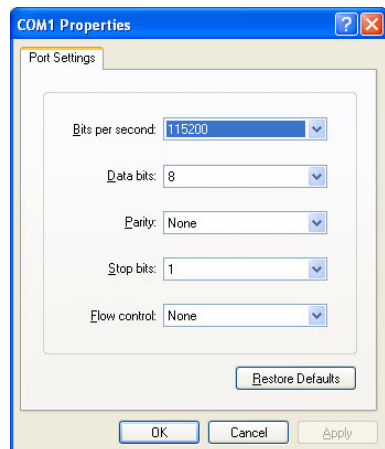 COM1 Properties
Port Settings
Bits per second: 115200
Data bits: 8
Parity: None
Stop bits: 1
Flow control: None
Restore Defaults
OK Cancel Apply